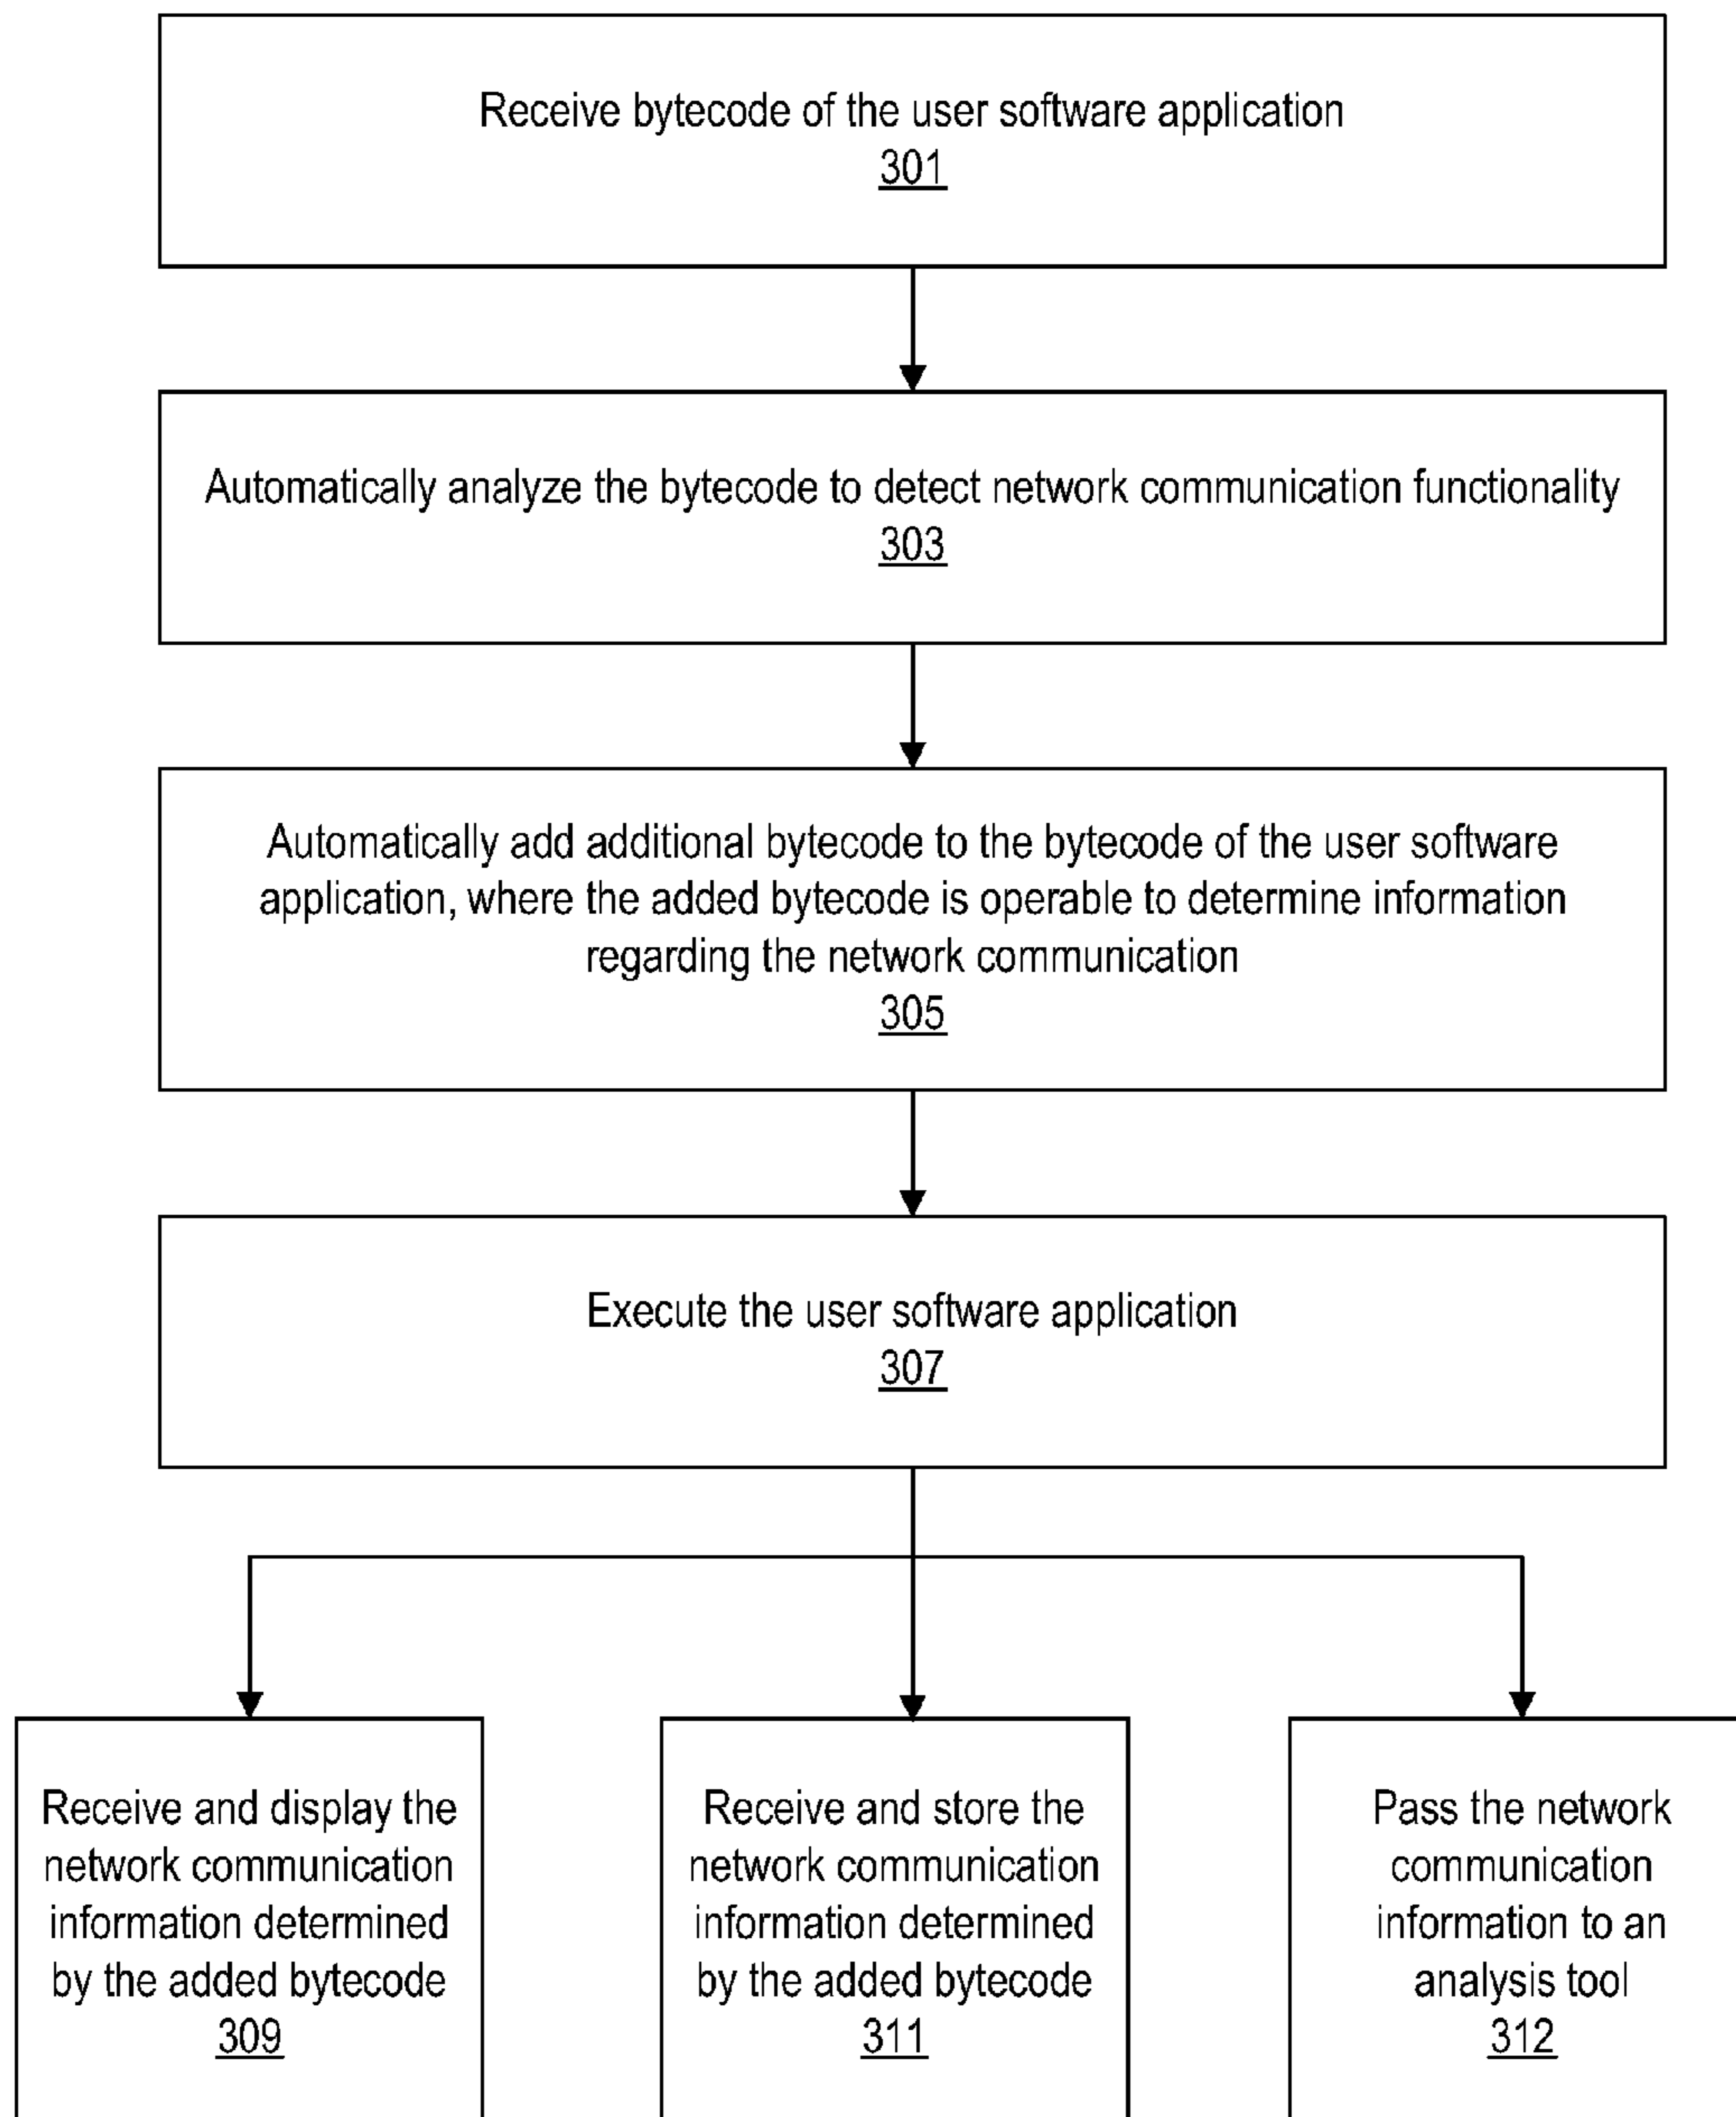 Receive bytecode of the user software application
301
Automatically analyze the bytecode to detect network communication functionality
303
Automatically add additional bytecode to the bytecode of the user software
application, where the added bytecode is operable to determine information
regarding the network communication
305
Execute the user software application
307
Receive and display the
network communication
information determined
by the added bytecode
309
Receive and store the
network communication
information determined
by the added bytecode
311
Pass the network
communication
information to an
analysis tool
312